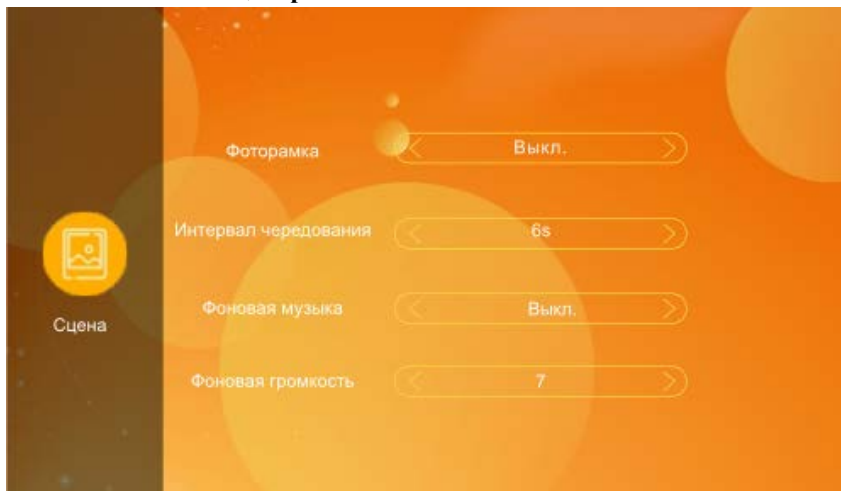 Фоторамка Выкл.
Интервал чередования 6s
Фоновая музыка Выкл.
Сцена
Фоновая громкость 7